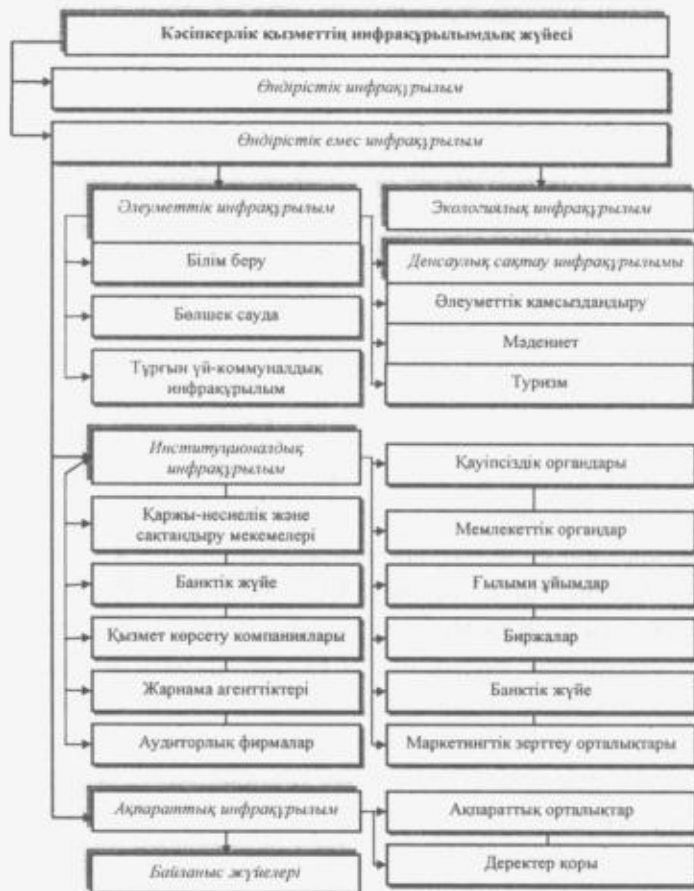 Кәсіпкерлік қызметтің инфрақұрылымдық жүйесі
Өндірістік инфрақұрылым
Өндірістік емес инфрақұрылым
Әлеуметтік инфрақұрылым
Білім беру
Бөлшек сауда
Тұрғын үй-коммуналдық
инфрақұрылым
Экологиялық инфрақұрылым
Денсаулық сақтау инфрақұрылымы
Әлеуметтік қамсыздандыру
Мәдениет
Туризм
Институционалдық
инфрақұрылым
Қаржы-несиелік және
сақтандыру мекемелері
Банктік жүйе
Қызмет көрсету компаниялары
Жарнама агенттіктері
Аудиторлық фирмалар
Қауіпсіздік органдары
Мемлекеттік органдар
Ғылыми ұйымдар
Биржалар
Банктік жүйе
Маркетингтік зерттеу орталықтары
Ақпараттық инфрақұрылым
Байланыс жүйелері
Ақпараттық орталықтар
Деректер қоры